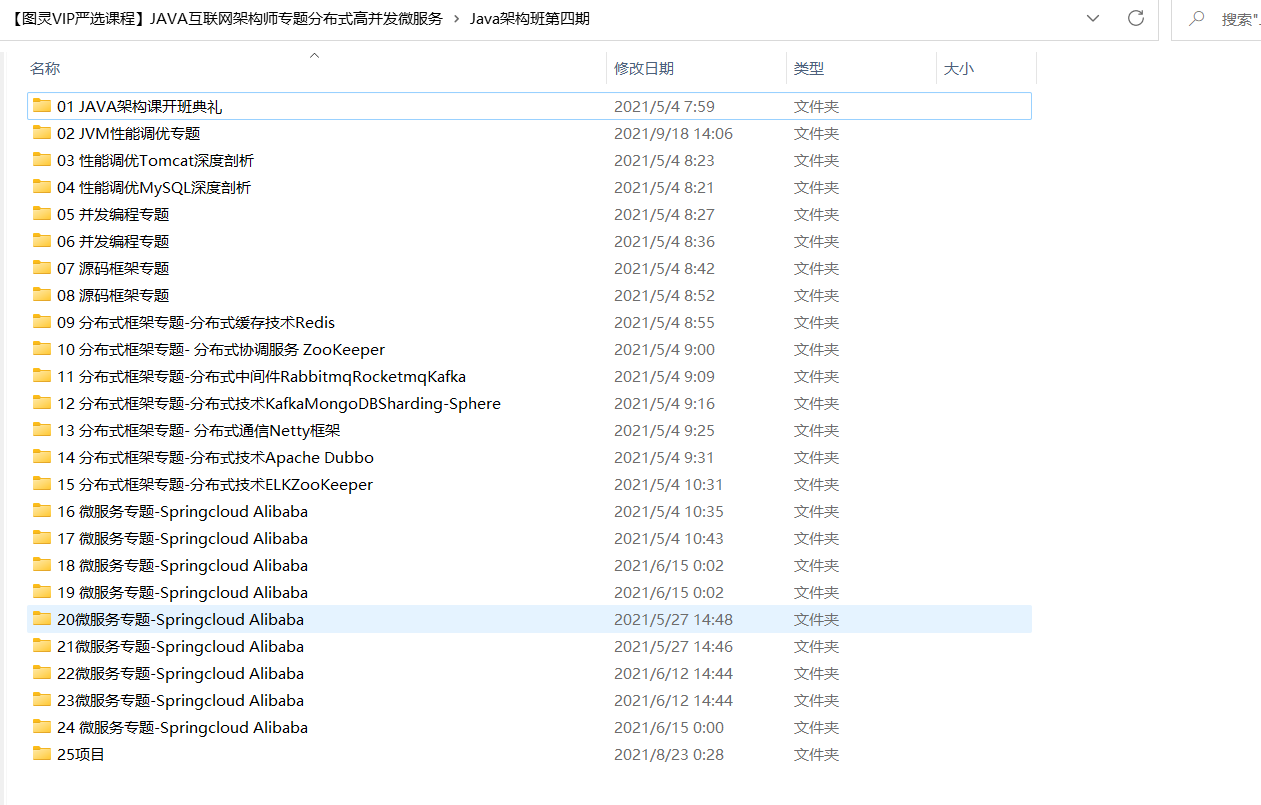 【图灵VIP严选课程】JAVA互联网架构师专题分布式高并发微服务 › Java架构班第四期 搜索"..
名称 修改日期 类型 大小
01 JAVA架构课开班典礼 2021/5/4 7:59 文件夹
02 JVM性能调优专题 2021/9/18 14:06 文件夹
03 性能调优Tomcat深度剖析 2021/5/4 8:23 文件夹
04 性能调优MySQL深度剖析 2021/5/4 8:21 文件夹
05 并发编程专题 2021/5/4 8:27 文件夹
06 并发编程专题 2021/5/4 8:36 文件夹
07 源码框架专题 2021/5/4 8:42 文件夹
08 源码框架专题 2021/5/4 8:52 文件夹
09 分布式框架专题-分布式缓存技术Redis 2021/5/4 8:55 文件夹
10 分布式框架专题- 分布式协调服务 ZooKeeper 2021/5/4 9:00 文件夹
11 分布式框架专题-分布式中间件RabbitmqRocketmqKafka 2021/5/4 9:09 文件夹
12 分布式框架专题-分布式技术KafkaMongoDBSharding-Sphere 2021/5/4 9:16 文件夹
13 分布式框架专题- 分布式通信Netty框架 2021/5/4 9:25 文件夹
14 分布式框架专题-分布式技术Apache Dubbo 2021/5/4 9:31 文件夹
15 分布式框架专题-分布式技术ELKZooKeeper 2021/5/4 10:31 文件夹
16 微服务专题-Springcloud Alibaba 2021/5/4 10:35 文件夹
17 微服务专题-Springcloud Alibaba 2021/5/4 10:43 文件夹
18 微服务专题-Springcloud Alibaba 2021/6/15 0:02 文件夹
19 微服务专题-Springcloud Alibaba 2021/6/15 0:02 文件夹
20微服务专题-Springcloud Alibaba 2021/5/27 14:48 文件夹
21微服务专题-Springcloud Alibaba 2021/5/27 14:46 文件夹
22微服务专题-Springcloud Alibaba 2021/6/12 14:44 文件夹
23微服务专题-Springcloud Alibaba 2021/6/12 14:44 文件夹
24 微服务专题-Springcloud Alibaba 2021/6/15 0:00 文件夹
25项目 2021/8/23 0:28 文件夹